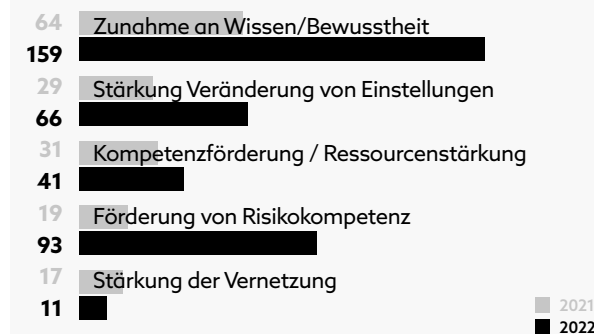 64 Zunahme an Wissen/Bewusstheit
159
29 Stärkung Veränderung von Einstellungen
66
31 Kompetenzförderung / Ressourcenstärkung
41
19 Förderung von Risikokompetenz
93
17 Stärkung der Vernetzung
11
2021
2022